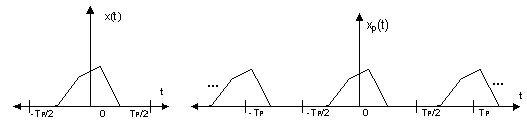 x(t)
t
-Tp/2 0 Tp/2
xp(t)
... ...
t
-Tp -Tp/2 0 Tp/2 Tp